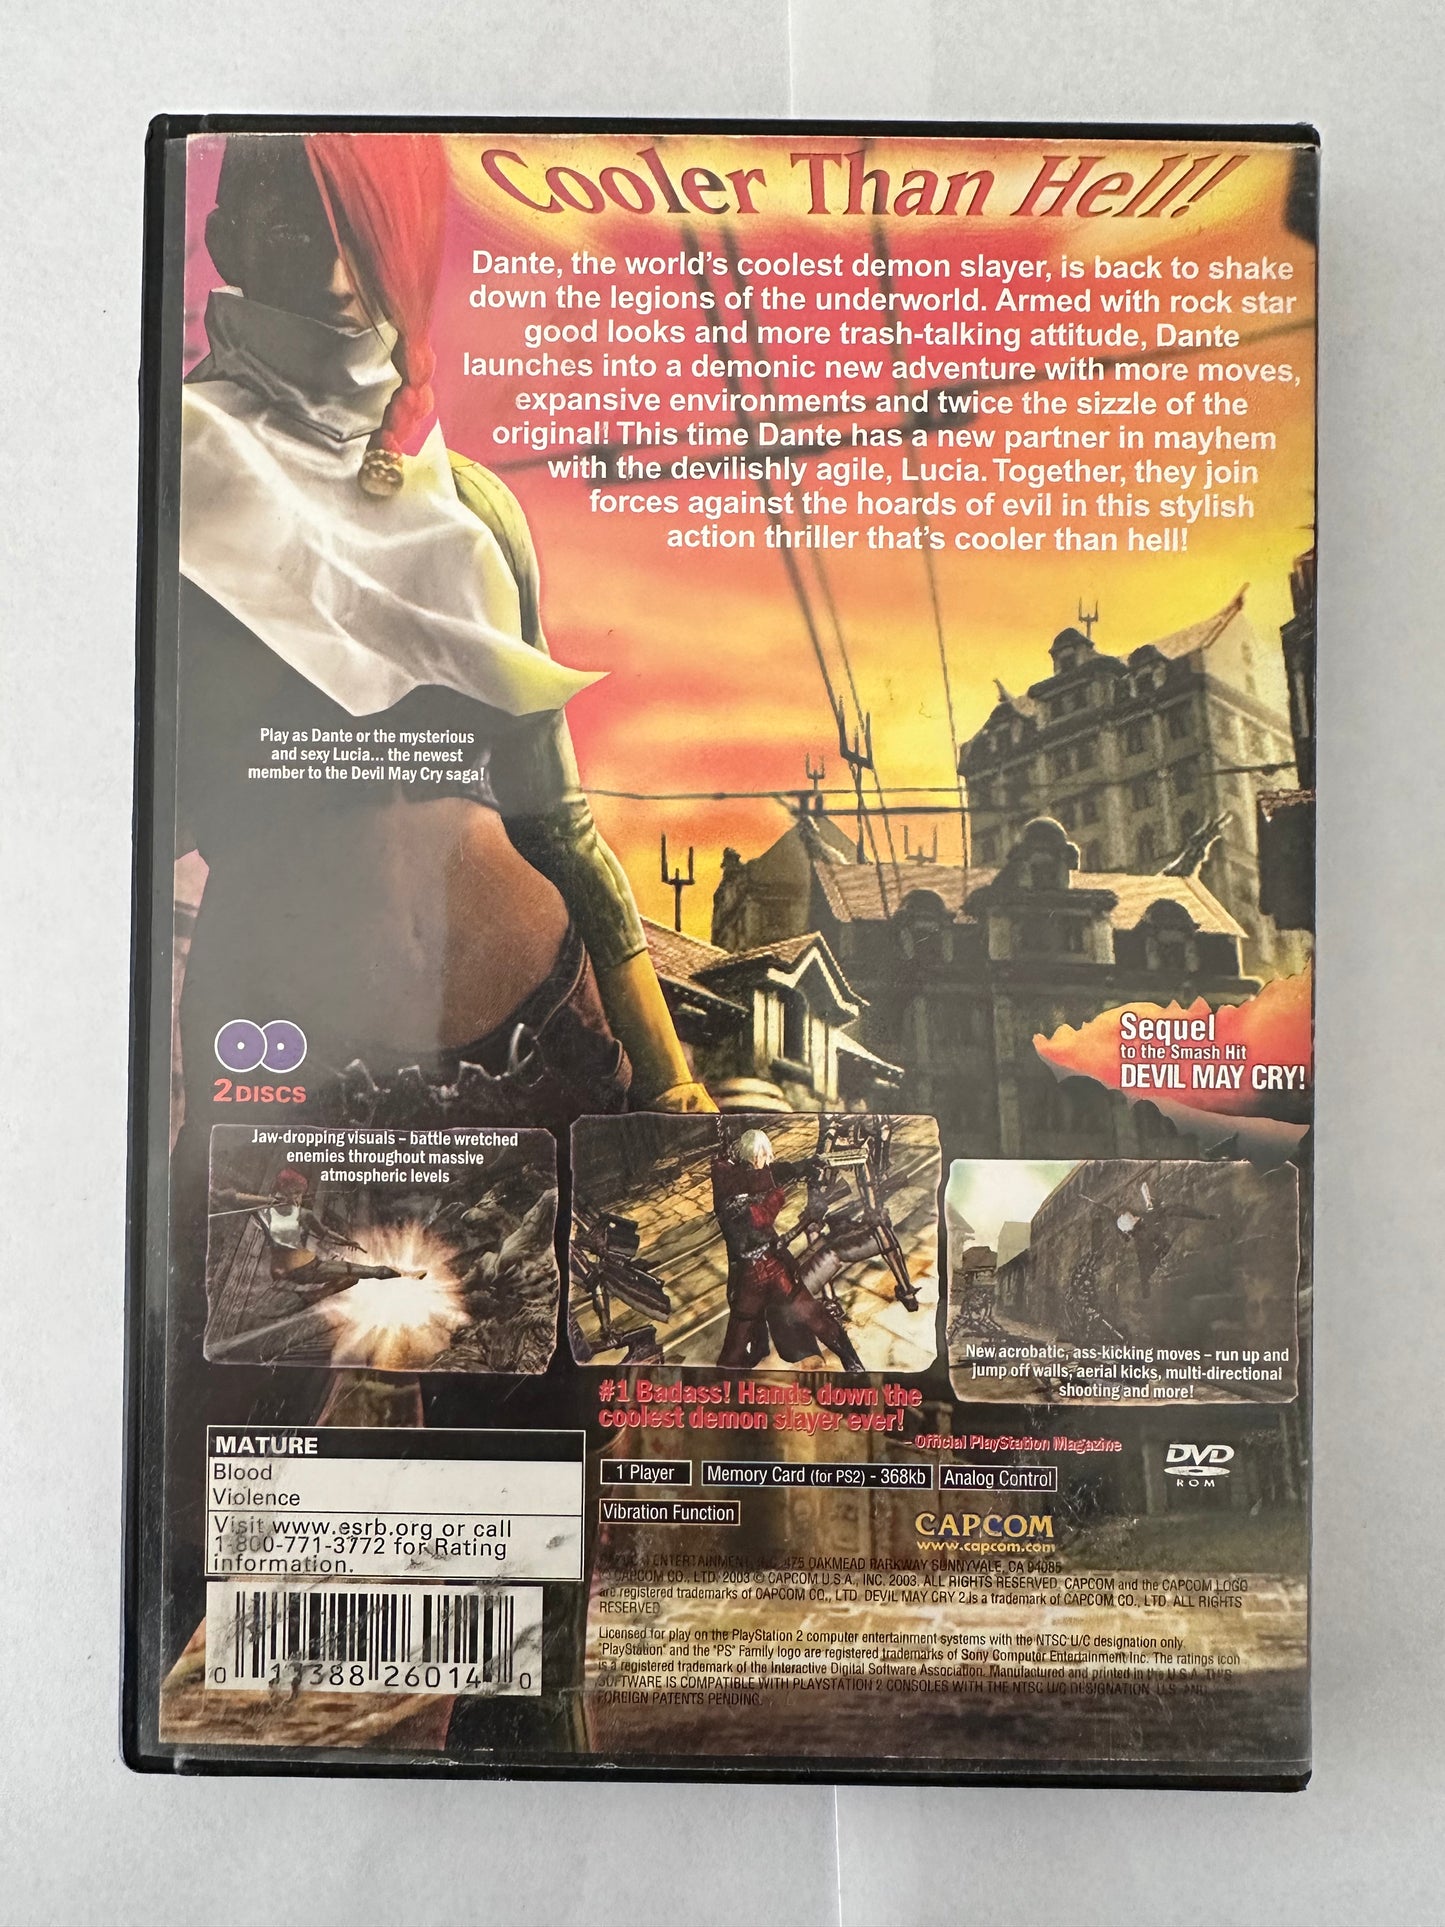 Cooler Than Hell!
Dante, the world's coolest demon slayer, is back to shake
down the legions of the underworld. Armed with rock star
good looks and more trash-talking attitude, Dante
launches into a demonic new adventure with more moves,
expansive environments and twice the sizzle of the
original! This time Dante has a new partner in mayhem
with the devilishly agile, Lucia. Together, they join
forces against the hoards of evil in this stylish
action thriller that's cooler than hell!
Play as Dante or the mysterious
and sexy Lucia... the newest
member to the Devil May Cry saga!
Sequel
to the Smash Hit
DEVIL MAY CRY!
2 DISCS
Jaw-dropping visuals – battle wretched
enemies throughout massive
atmospheric levels
New acrobatic, ass-kicking moves – run up and
jump off walls, aerial kicks, multi-directional
shooting and more!
#1 Badass! Hands down the
coolest demon slayer ever!
– Official PlayStation Magazine
MATURE
Blood
Violence
Visit www.esrb.org or call
1-800-771-3772 for Rating
information.
1 Player
Memory Card (for PS2) - 368kb
Analog Control
Vibration Function
DVD
ROM
CAPCOM
www.capcom.com
ENTERTAINMENT, INC. 475 OAKMEAD PARKWAY SUNNYVALE, CA 94085
© CAPCOM CO., LTD. 2003 © CAPCOM U.S.A., INC. 2003. ALL RIGHTS RESERVED. CAPCOM and the CAPCOM LOGO
are registered trademarks of CAPCOM CO., LTD. DEVIL MAY CRY 2 is a trademark of CAPCOM CO., LTD. ALL RIGHTS
RESERVED.
Licensed for play on the PlayStation 2 computer entertainment systems with the NTSC U/C designation only.
"PlayStation" and the "PS" Family logo are registered trademarks of Sony Computer Entertainment Inc. The ratings icon
is a registered trademark of the Interactive Digital Software Association. Manufactured and printed in the U.S.A. THIS
SOFTWARE IS COMPATIBLE WITH PLAYSTATION 2 CONSOLES WITH THE NTSC U/C DESIGNATION. U.S. AND
FOREIGN PATENTS PENDING.
0 13388 26014 0